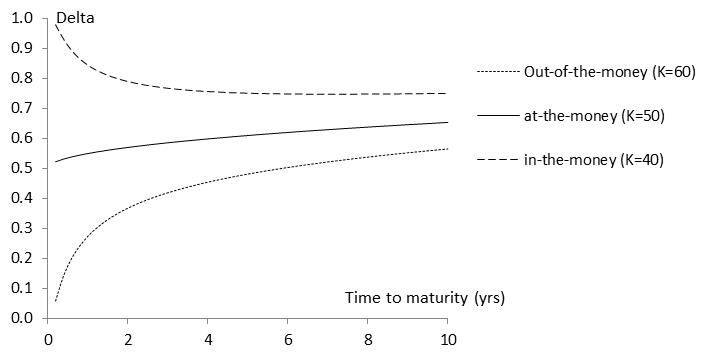 Delta
1.0
0.9
0.8
0.7
0.6
0.5
0.4
0.3
0.2
0.1
0.0
Out-of-the-money (K=60)
at-the-money (K=50)
in-the-money (K=40)
Time to maturity (yrs)
0 2 4 6 8 10